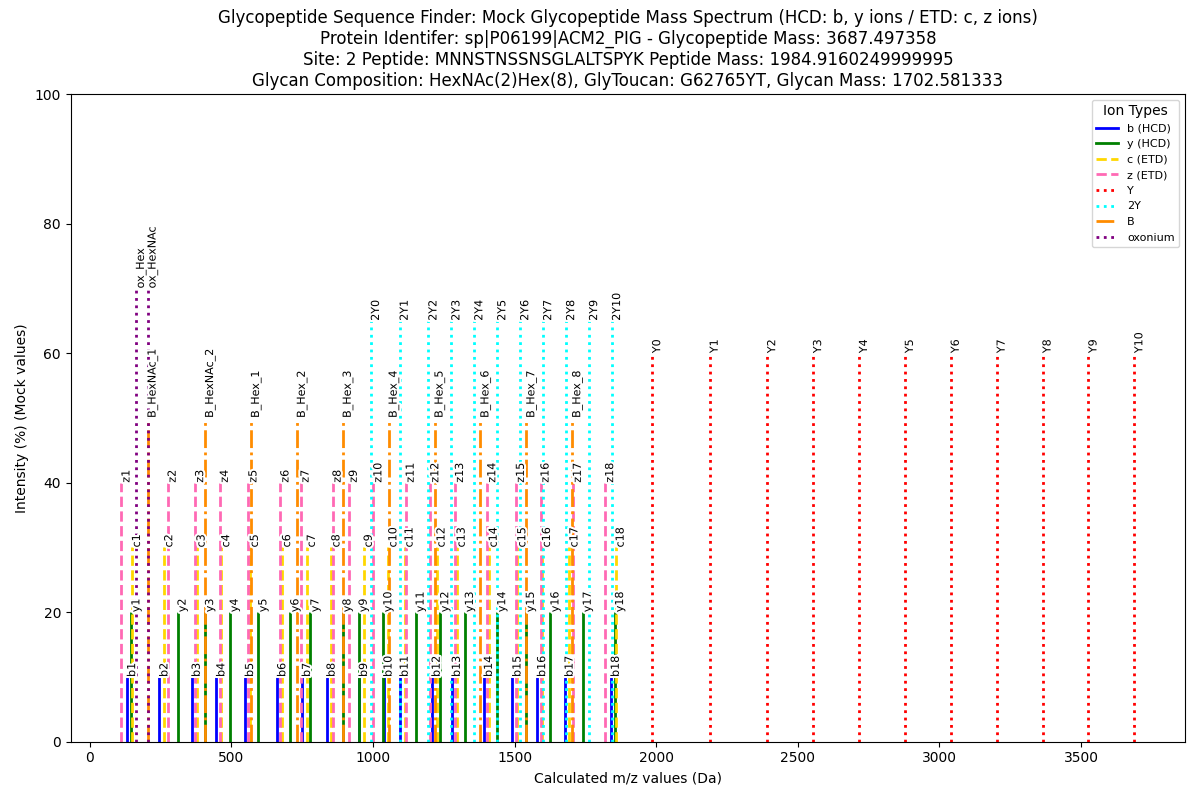 Glycopeptide Sequence Finder: Mock Glycopeptide Mass Spectrum (HCD: b, y ions / ETD: c, z ions)
Protein Identifer: sp|P06199|ACM2_PIG - Glycopeptide Mass: 3687.497358
Site: 2 Peptide: MNNSTNSSNSGLALTSPYK Peptide Mass: 1984.9160249999995
Glycan Composition: HexNAc(2)Hex(8), GlyToucan: G62765YT, Glycan Mass: 1702.581333
Ion Types
b (HCD)
y (HCD)
c (ETD)
z (ETD)
Y
2Y
B
oxonium
100
80
60
40
20
0
Intensity (%) (Mock values)
ox_Hex
ox_HexNAc
2Y0
2Y1
2Y2
2Y3
2Y4
2Y5
2Y6
2Y7
2Y8
2Y9
2Y10
Y0
Y1
Y2
Y3
Y4
Y5
Y6
Y7
Y8
Y9
Y10
B_HexNAc_1
B_HexNAc_2
B_Hex_1
B_Hex_2
B_Hex_3
B_Hex_4
B_Hex_5
B_Hex_6
B_Hex_7
B_Hex_8
z1
z2
z3
z4
z5
z6
z7
z8
z9
z10
z11
z12
z13
z14
z15
z16
z17
z18
c1
c2
c3
c4
c5
c6
c7
c8
c9
c10
c11
c12
c13
c14
c15
c16
c17
c18
y1
y2
y3
y4
y5
y6
y7
y8
y9
y10
y11
y12
y13
y14
y15
y16
y17
y18
b1
b2
b3
b4
b5
b6
b7
b8
b9
b10
b11
b12
b13
b14
b15
b16
b17
b18
0
500
1000
1500
2000
2500
3000
3500
Calculated m/z values (Da)